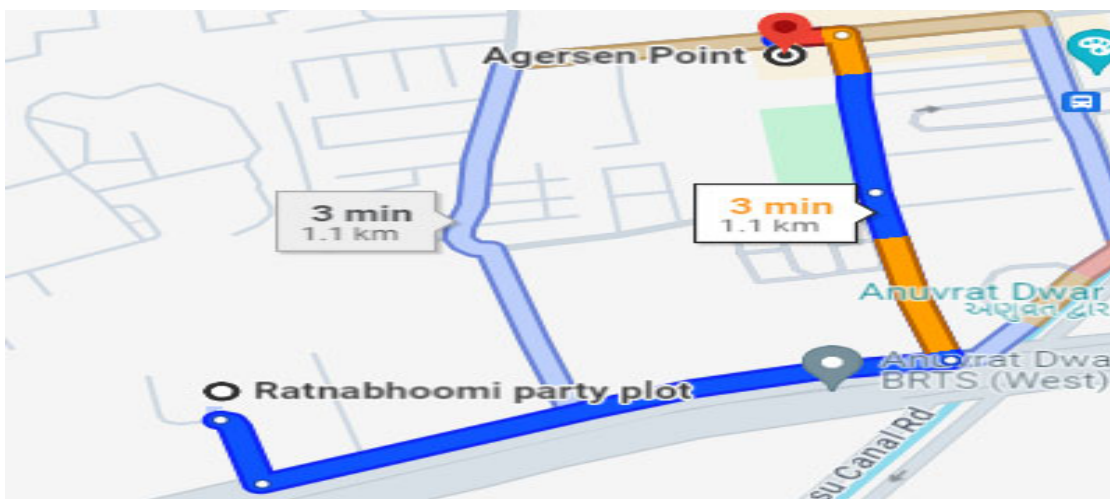 Agersen Point
3 min
1.1 km
3 min
1.1 km
Anuvrat Dwar
અણુવ્રત દ્વાર
Anuvrat Dwa
BRTS (West)
Ratnabhoomi party plot
su Canal Rd